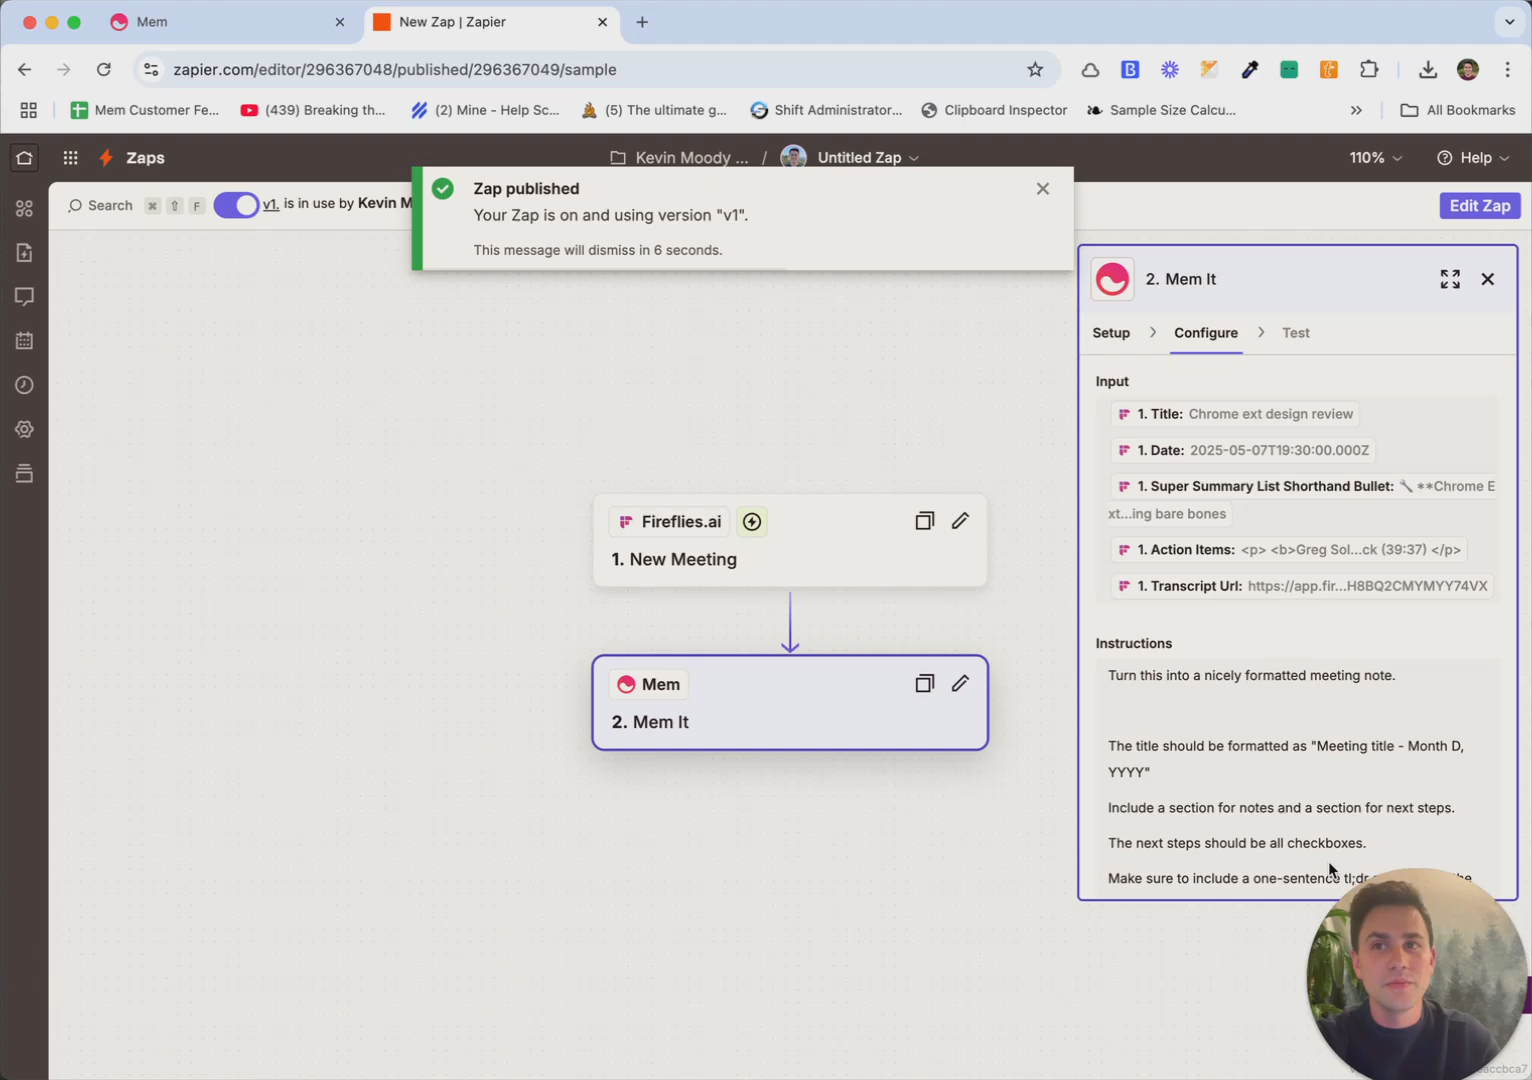 Mem
New Zap | Zapier
zapier.com/editor/296367048/published/296367049/sample
Mem Customer Fe...
(439) Breaking th...
(2) Mine - Help Sc...
(5) The ultimate g...
Shift Administrator...
Clipboard Inspector
Sample Size Calcu...
All Bookmarks
Zaps
Kevin Moody ... / Untitled Zap
110%
Help
Search ⌘ ⇧ F
v1. is in use by Kevin M
Zap published
Your Zap is on and using version "v1".
This message will dismiss in 6 seconds.
Edit Zap
2. Mem It
Setup
Configure
Test
Input
1. Title: Chrome ext design review
1. Date: 2025-05-07T19:30:00.000Z
1. Super Summary List Shorthand Bullet: 🔧 **Chrome E
xt...ing bare bones
1. Action Items: <p> <b>Greg Sol...ck (39:37) </p>
1. Transcript Url: https://app.fir...H8BQ2CMYMYY74VX
Instructions
Turn this into a nicely formatted meeting note.
The title should be formatted as "Meeting title - Month D,
YYYY"
Include a section for notes and a section for next steps.
The next steps should be all checkboxes.
Make sure to include a one-sentence tl;dr
Fireflies.ai
1. New Meeting
Mem
2. Mem It